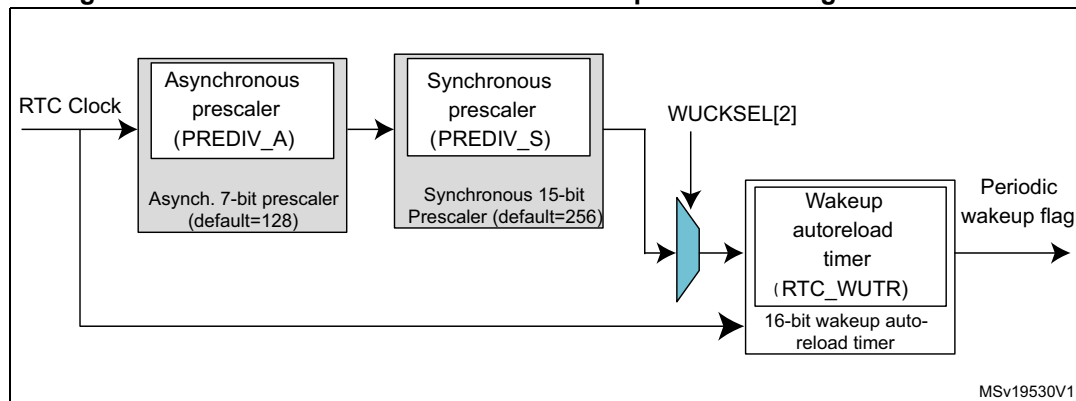 RTC Clock
Asynchronous
prescaler
(PREDIV_A)
Asynch. 7-bit prescaler
(default=128)
Synchronous
prescaler
(PREDIV_S)
Synchronous 15-bit
Prescaler (default=256)
WUCKSEL[2]
Wakeup
autoreload
timer
(RTC_WUTR)
16-bit wakeup auto-
reload timer
Periodic
wakeup flag
MSv19530V1